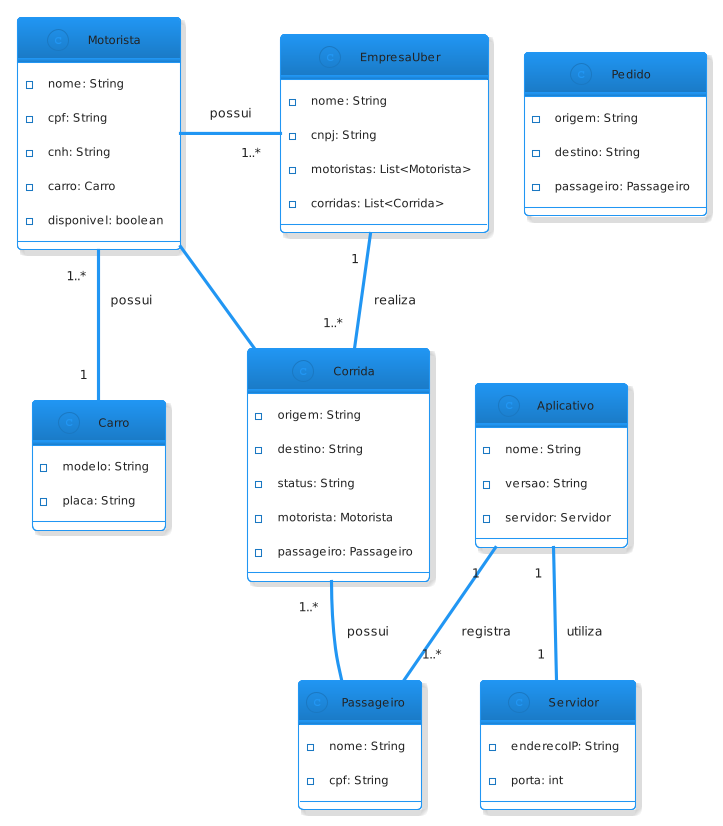 Motorista
nome: String
cpf: String
cnh: String
carro: Carro
disponivel: boolean
possui
1..*
EmpresaUber
nome: String
cnpj: String
motoristas: List<Motorista>
corridas: List<Corrida>
Pedido
origem: String
destino: String
passageiro: Passageiro
1..*
possui
1
1
realiza
1..*
Carro
modelo: String
placa: String
Corrida
origem: String
destino: String
status: String
motorista: Motorista
passageiro: Passageiro
Aplicativo
nome: String
versao: String
servidor: Servidor
1..*
possui
1
registra
1..*
1
utiliza
1
Passageiro
nome: String
cpf: String
Servidor
enderecoIP: String
porta: int